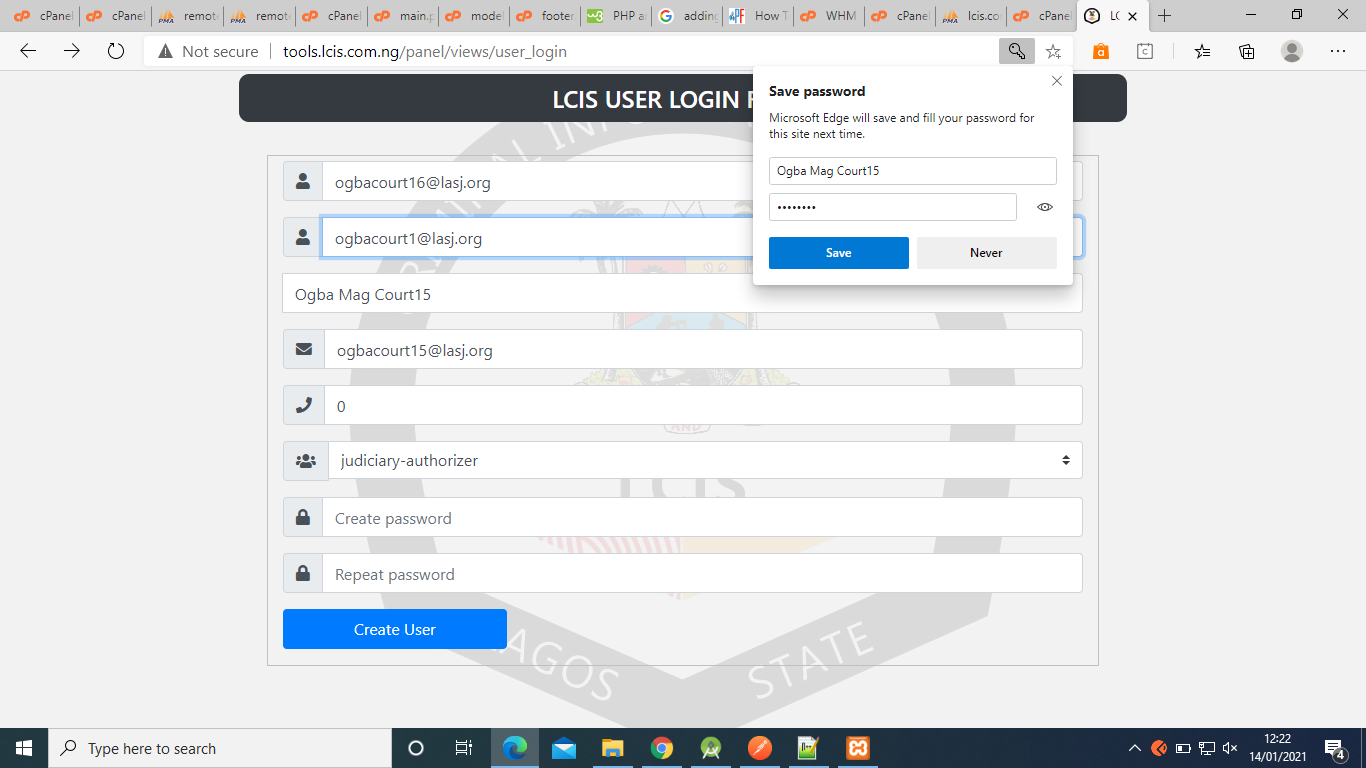 cPanel
cPanel
remote
remote
cPanel
main.p
model
footer
PHP ar
adding
How T
WHM
cPanel
lcis.co
cPanel
LC
Not secure
tools.lcis.com.ng/panel/views/user_login
LCIS USER LOGIN
Save password
Microsoft Edge will save and fill your password for
this site next time.
Ogba Mag Court15
••••••••
Save Never
ogbacourt16@lasj.org
ogbacourt1@lasj.org
Ogba Mag Court15
ogbacourt15@lasj.org
0
judiciary-authorizer
Create password
Repeat password
Create User
AND
LCIS
AGOS
STATE
Type here to search
12:22
14/01/2021
4